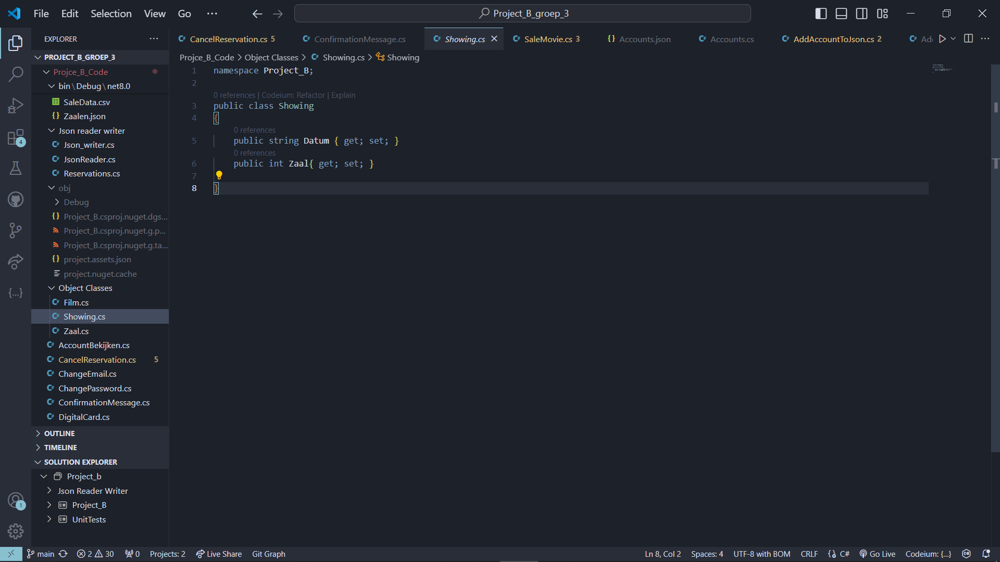 File Edit Selection View Go ···
Project_B_groep_3
EXPLORER ···
PROJECT_B_GROEP_3
Projce_B_Code
bin\Debug\net8.0
SaleData.csv
{} Zaalen.json
Json reader writer
C# Json_writer.cs
C# JsonReader.cs
C# Reservations.cs
obj
Debug
{} Project_B.csproj.nuget.dgs...
Project_B.csproj.nuget.g.p...
Project_B.csproj.nuget.g.ta...
{} project.assets.json
project.nuget.cache
Object Classes
C# Film.cs
C# Showing.cs
C# Zaal.cs
C# AccountBekijken.cs
C# CancelReservation.cs 5
C# ChangeEmail.cs
C# ChangePassword.cs
C# ConfirmationMessage.cs
C# DigitalCard.cs
OUTLINE
TIMELINE
SOLUTION EXPLORER
Project_b
Json Reader Writer
C# Project_B
C# UnitTests
4
{...}
1
C# CancelReservation.cs 5 C# ConfirmationMessage.cs C# Showing.cs C# SaleMovie.cs 3 {} Accounts.json C# Accounts.cs C# AddAccountToJson.cs 2 C# Ad
Projce_B_Code > Object Classes > C# Showing.cs > Showing
1 namespace Project_B;
2
0 references | Codeium: Refactor | Explain
3 public class Showing
4 {
0 references
5 public string Datum { get; set; }
0 references
6 public int Zaal{ get; set; }
7
8 }
main 2 30 0 Projects: 2 Live Share Git Graph Ln 8, Col 2 Spaces: 4 UTF-8 with BOM CRLF C# Go Live Codeium: {...}